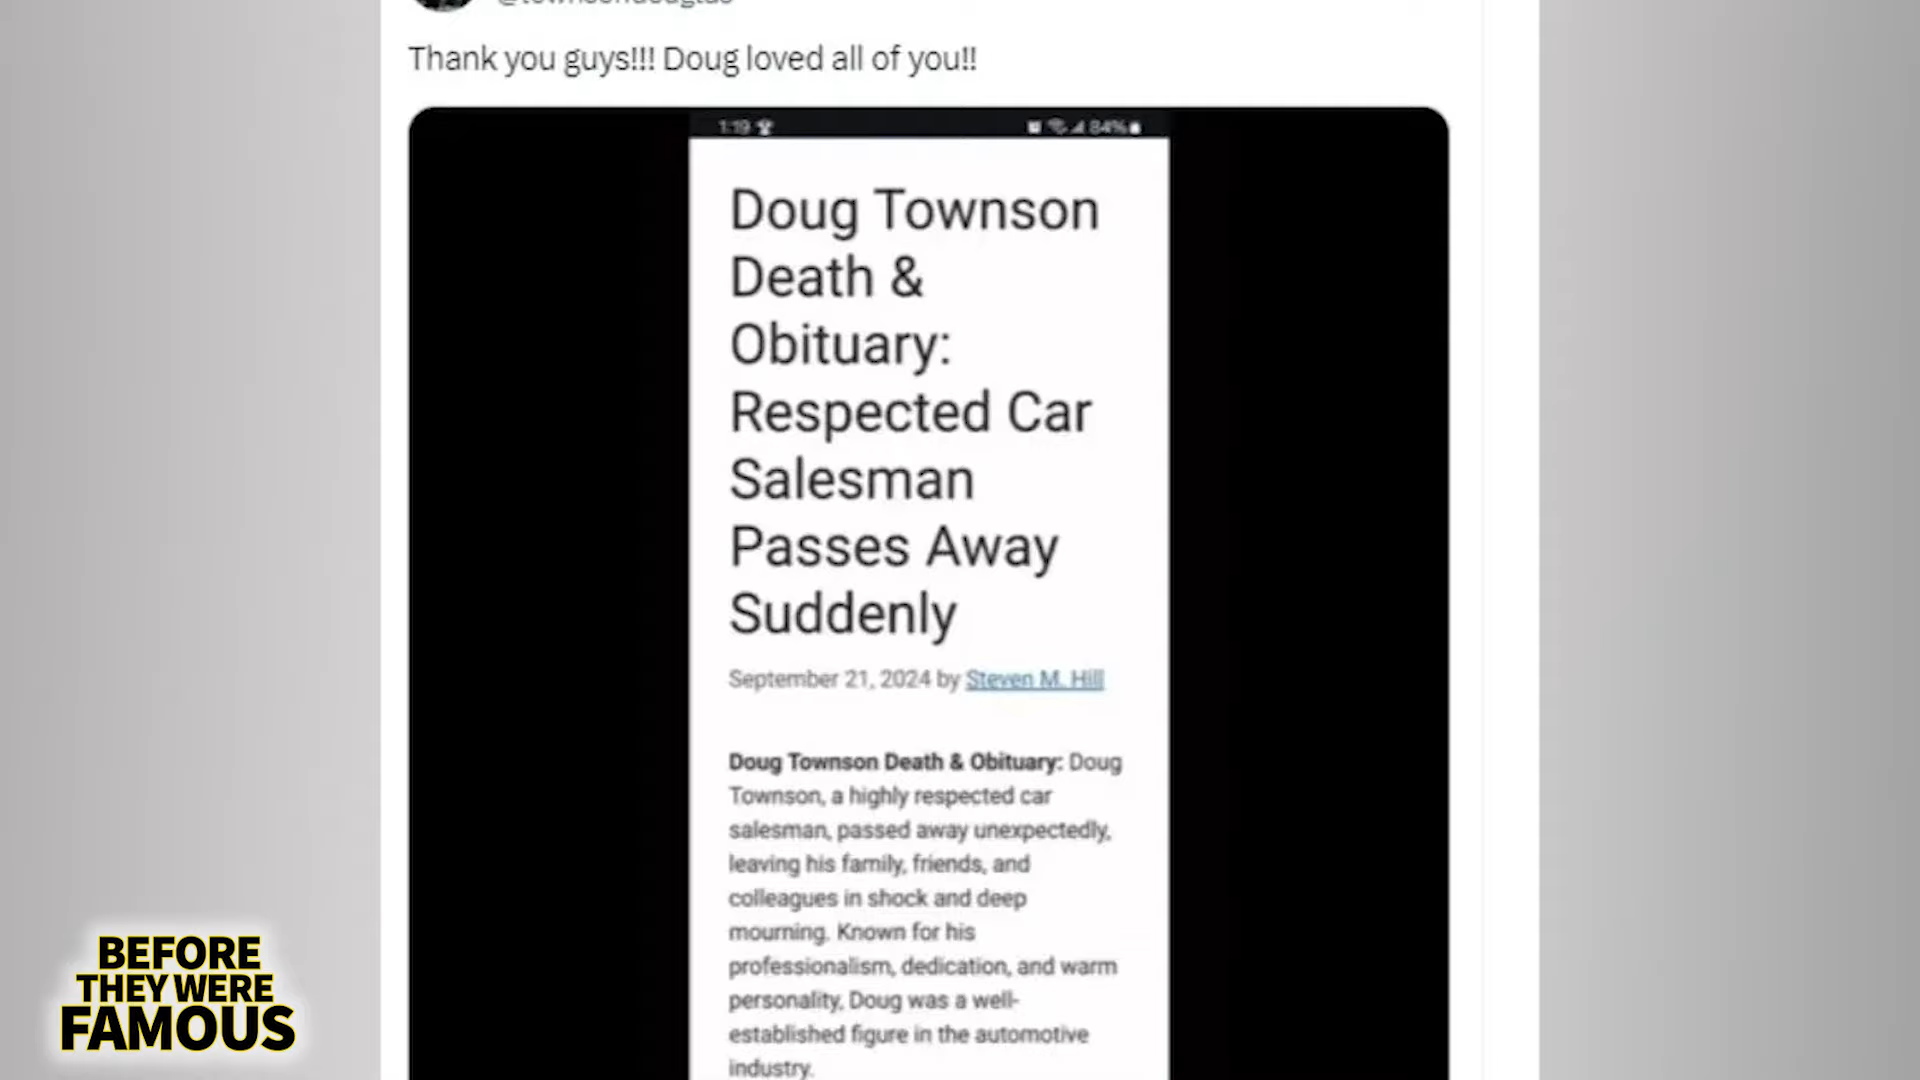 Thank you guys!!! Doug loved all of you!!
1:19
84%
Doug Townson
Death &
Obituary:
Respected Car
Salesman
Passes Away
Suddenly
September 21, 2024 by Steven M. Hill
Doug Townson Death & Obituary: Doug
Townson, a highly respected car
salesman, passed away unexpectedly,
leaving his family, friends, and
colleagues in shock and deep
mourning. Known for his
professionalism, dedication, and warm
personality, Doug was a well-
established figure in the automotive
industry.
BEFORE
THEY WERE
FAMOUS